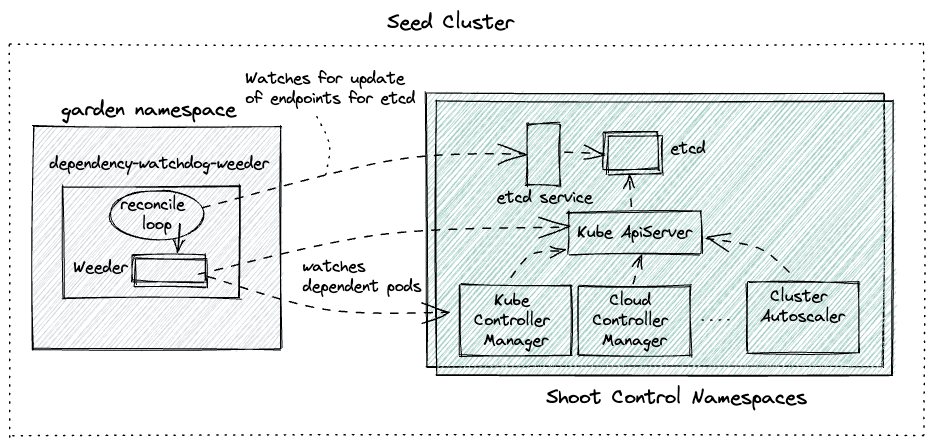 Seed Cluster
Watches for update
of endpoints for etcd
garden namespace
dependency-watchdog-weeder
reconcile
loop
Weeder
watches
dependent pods
etcd
etcd service
Kube ApiServer
Kube
Controller
Manager
Cloud
Controller
Manager
Cluster
Autoscaler
Shoot Control Namespaces